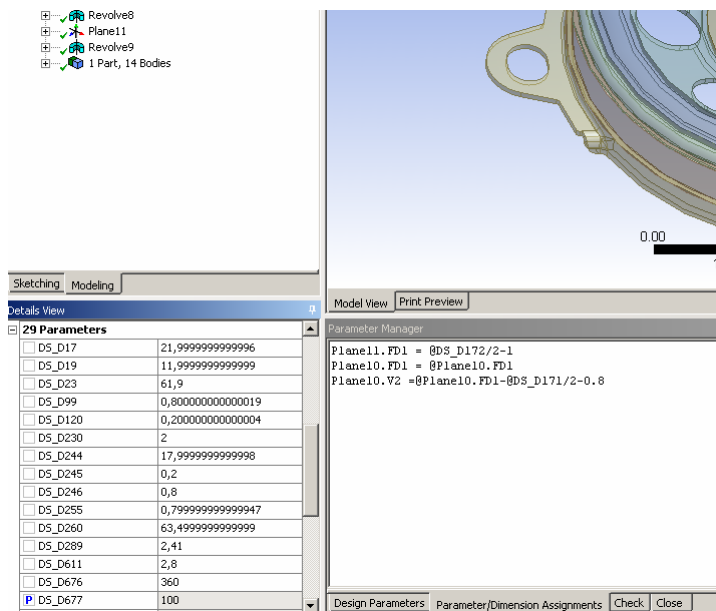 Revolve8
Plane11
Revolve9
1 Part, 14 Bodies
0.00
Sketching Modeling
Model View Print Preview
Details View
29 Parameters
DS_D17 21,9999999999996
DS_D19 11,9999999999999
DS_D23 61,9
DS_D99 0,800000000000019
DS_D120 0,200000000000004
DS_D230 2
DS_D244 17,9999999999998
DS_D245 0,2
DS_D246 0,8
DS_D255 0,79999999999947
DS_D260 63,4999999999999
DS_D289 2,41
DS_D611 2,8
DS_D676 360
P DS_D677 100
Parameter Manager
Plane11.FD1 = @DS_D172/2-1
Plane10.FD1 = @Plane10.FD1
Plane10.V2 =@Plane10.FD1-@DS_D171/2-0.8
Design Parameters Parameter/Dimension Assignments Check Close